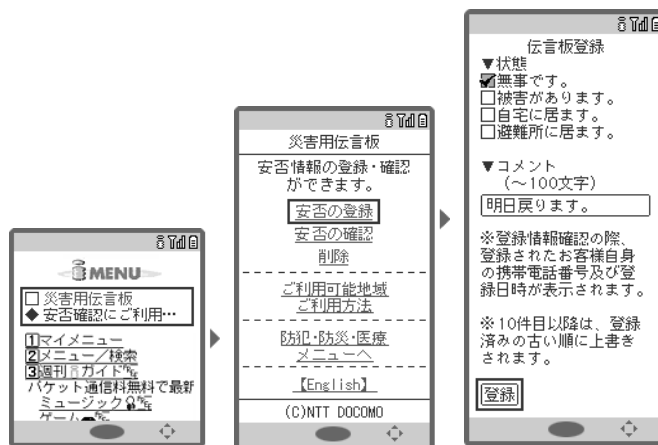 MENU
□災害用伝言板
◆安否確認にご利用…
1マイメニュー
2メニュー/検索
3週刊iガイド
パケット通信料無料で最新
ミュージック
ゲーム
災害用伝言板
安否情報の登録・確認
ができます。
安否の登録
安否の確認
削除
ご利用可能地域
ご利用方法
防犯・防災・医療
メニューへ
【English】
(C)NTT DOCOMO
伝言板登録
▼状態
無事です。
□被害があります。
□自宅に居ます。
□避難所に居ます。
▼コメント
(~100文字)
明日戻ります。
※登録情報確認の際、
登録されたお客様自身
の携帯電話番号及び登
録日時が表示されます。
※10件目以降は、登録
済みの古い順に上書き
されます。
登録